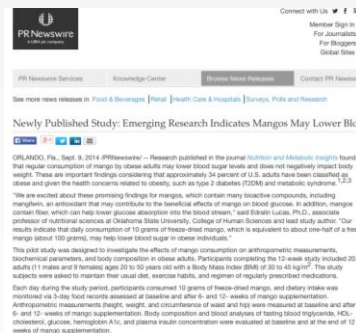 Connect with Us
PR Newswire
A UBM plc company
Member Sign In
For Journalists
For Bloggers
Global Sites
PR Newswire Services
Knowledge Center
Browse News Releases
Contact PR Newswire
See more news releases in Food & Beverages | Retail | Health Care & Hospitals | Surveys, Polls and Research
Newly Published Study: Emerging Research Indicates Mangos May Lower Blo
Share
ORLANDO, Fla., Sept. 9, 2014 /PRNewswire/ -- Research published in the journal Nutrition and Metabolic Insights found
that regular consumption of mango by obese adults may lower blood sugar levels and does not negatively impact body
weight. These are important findings considering that approximately 34 percent of U.S. adults have been classified as
obese and given the health concerns related to obesity, such as type 2 diabetes (T2DM) and metabolic syndrome.1,2,3
"We are excited about these promising findings for mangos, which contain many bioactive compounds, including
mangiferin, an antioxidant that may contribute to the beneficial effects of mango on blood glucose. In addition, mangos
contain fiber, which can help lower glucose absorption into the blood stream," said Edralin Lucas, Ph.D., associate
professor of nutritional sciences at Oklahoma State University, College of Human Sciences and lead study author. "Our
results indicate that daily consumption of 10 grams of freeze-dried mango, which is equivalent to about one-half of a fresh
mango (about 100 grams), may help lower blood sugar in obese individuals."
This pilot study was designed to investigate the effects of mango consumption on anthropometric measurements,
biochemical parameters, and body composition in obese adults. Participants completing the 12-week study included 20
adults (11 males and 9 females) ages 20 to 50 years old with a Body Mass Index (BMI) of 30 to 45 kg/m². The study
subjects were asked to maintain their usual diet, exercise habits, and regimen of regularly prescribed medications.
Each day during the study period, participants consumed 10 grams of freeze-dried mango, and dietary intake was
monitored via 3-day food records assessed at baseline and after 6- and 12- weeks of mango supplementation.
Anthropometric measurements (height, weight, and circumference of waist and hip) were measured at baseline and after
6- and 12- weeks of mango supplementation. Body composition and blood analyses of fasting blood triglyceride, HDL-
cholesterol, glucose, hemoglobin A1c, and plasma insulin concentration were evaluated at baseline and at the end of 12
weeks of mango supplementation.